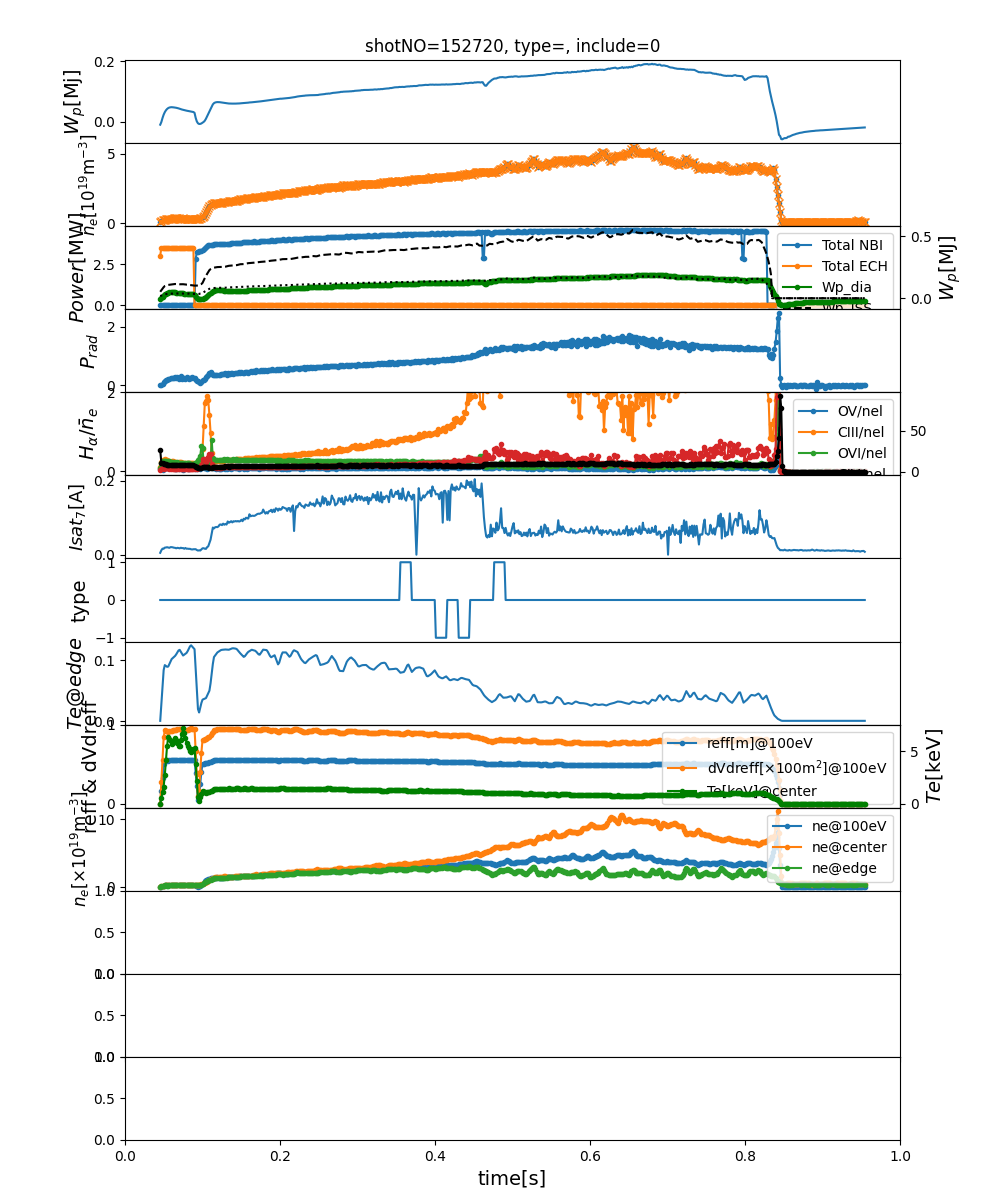 shotNO=152720, type=, include=0
W_p[MJ]
0.2
0.0
n_e[10^19 m^-3]
5
0
Power[MW]
2.5
0.0
0.5
0.0
W_p[MJ]
Total NBI
Total ECH
Wp_dia
Wp_ISS
P_rad
2
0
H_α/n̄_e
2
0
50
0
OV/nel
CIII/nel
OVI/nel
Isat_7[A]
0.2
0.0
type
1
0
−1
Te@edge
0.1
0.0
reff & dVdreff
1
0
5
0
Te[keV]
reff[m]@100eV
dVdreff[×100m^2]@100eV
Te[keV]@center
n_e[×10^19 m^-3]
10
0
ne@100eV
ne@center
ne@edge
1.0
0.5
0.0
1.0
0.5
0.0
1.0
0.5
0.0
0.0 0.2 0.4 0.6 0.8 1.0
time[s]